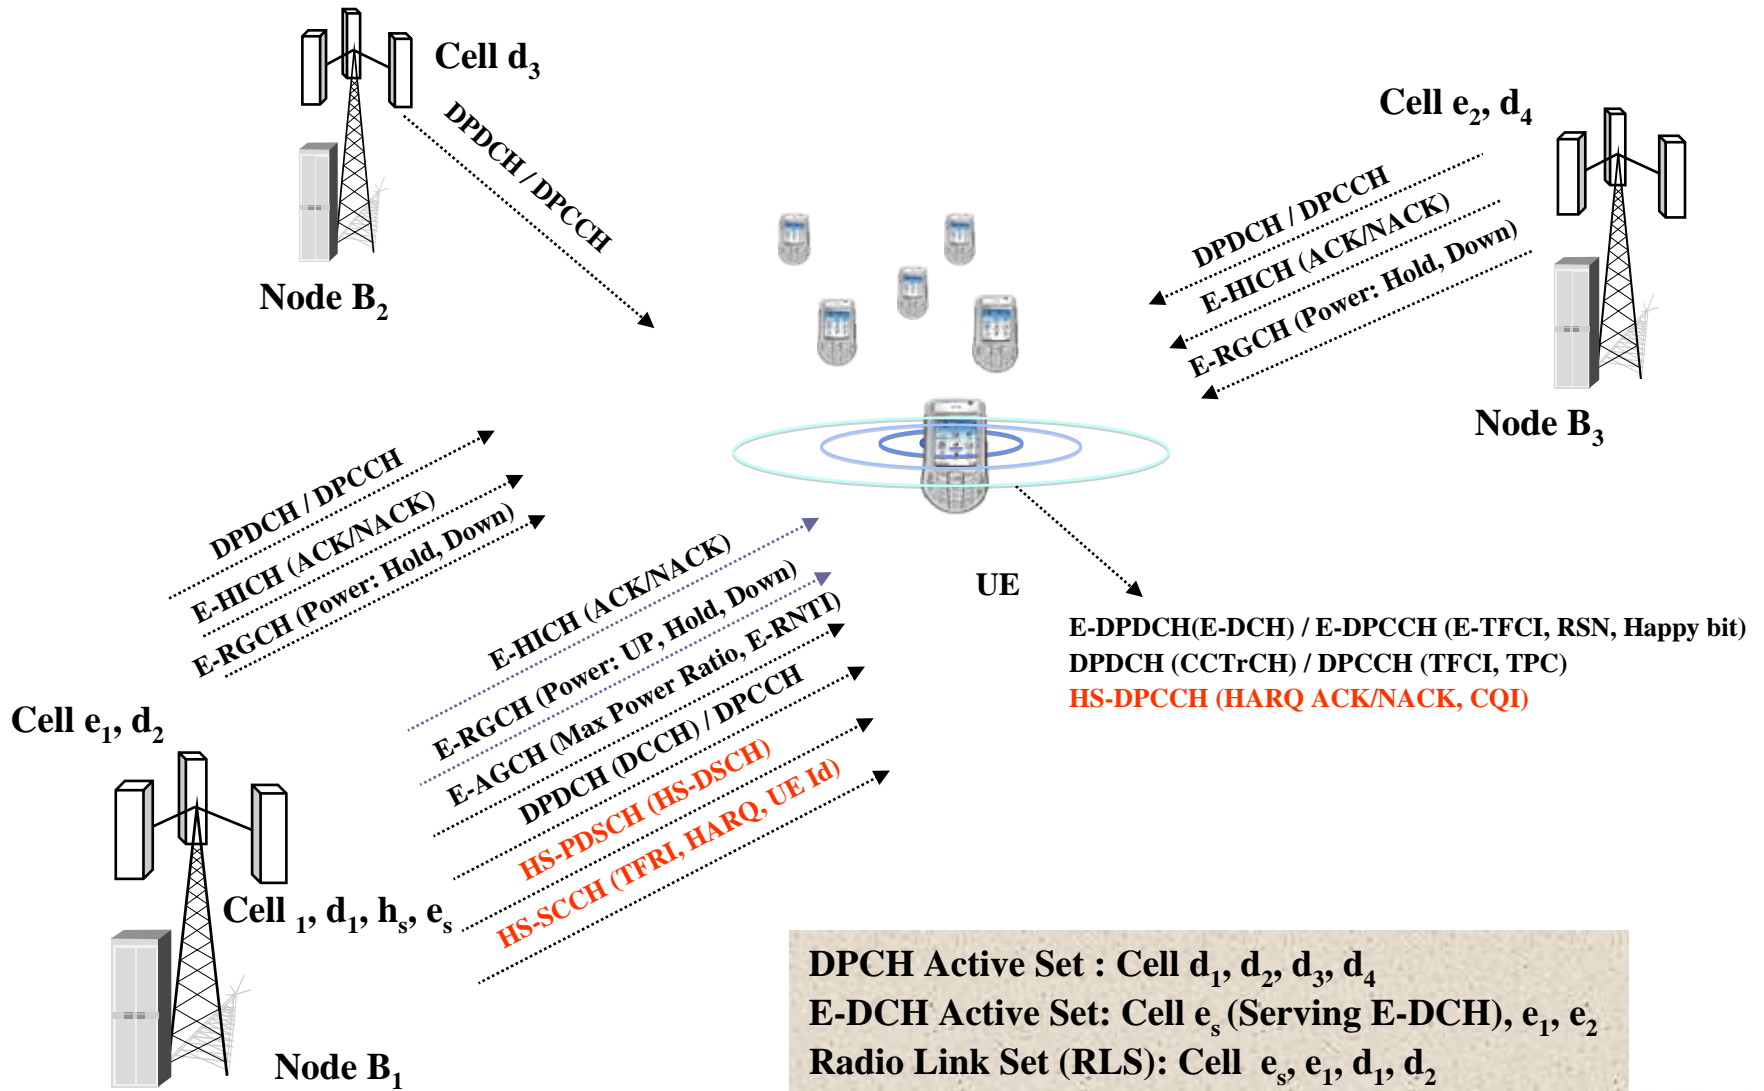 Cell d3
DPDCH / DPCCH
Node B2
Cell e2, d4
DPDCH / DPCCH
E-HICH (ACK/NACK)
E-RGCH (Power: Hold, Down)
Node B3
DPDCH / DPCCH
E-HICH (ACK/NACK)
E-RGCH (Power: Hold, Down)
Cell e1, d2
E-HICH (ACK/NACK)
E-RGCH (Power: UP, Hold, Down)
E-AGCH (Max Power Ratio, E-RNTI)
DPDCH (DCCH) / DPCCH
HS-PDSCH (HS-DSCH)
HS-SCCH (TFRI, HARQ, UE Id)
Cell 1, d1, hs, es
Node B1
UE
E-DPDCH(E-DCH) / E-DPCCH (E-TFCI, RSN, Happy bit)
DPDCH (CCTrCH) / DPCCH (TFCI, TPC)
HS-DPCCH (HARQ ACK/NACK, CQI)
DPCH Active Set : Cell d1, d2, d3, d4
E-DCH Active Set: Cell es (Serving E-DCH), e1, e2
Radio Link Set (RLS): Cell es, e1, d1, d2